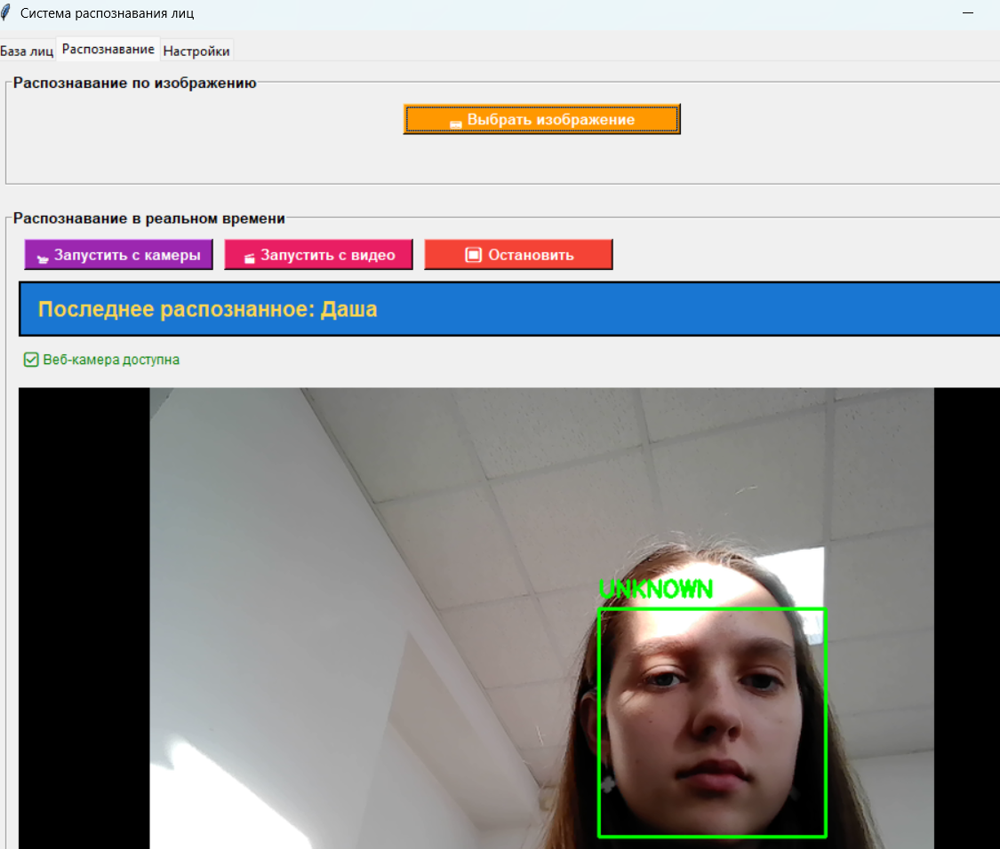 Система распознавания лиц
База лиц Распознавание Настройки
Распознавание по изображению
Выбрать изображение
Распознавание в реальном времени
Запустить с камеры Запустить с видео Остановить
Последнее распознанное: Даша
Веб-камера доступна
UNKNOWN